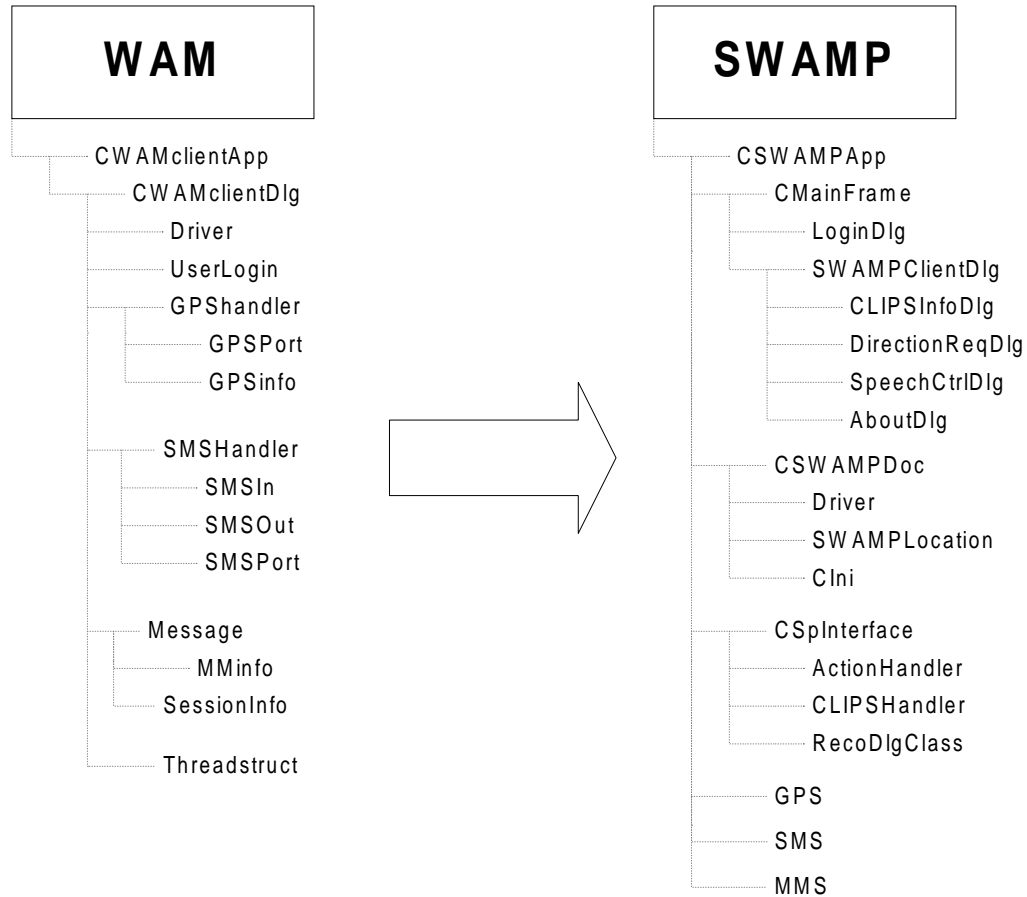 WAM
CWAMclientApp
CWAMclientDlg
Driver
UserLogin
GPShandler
GPSPort
GPSinfo
SMSHandler
SMSIn
SMSOut
SMSPort
Message
MMinfo
SessionInfo
Threadstruct
SWAMP
CSWAMPApp
CMainFrame
LoginDlg
SWAMPClientDlg
CLIPSInfoDlg
DirectionReqDlg
SpeechCtrlDlg
AboutDlg
CSWAMPDoc
Driver
SWAMPLocation
CIni
CSpInterface
ActionHandler
CLIPSHandler
RecoDlgClass
GPS
SMS
MMS